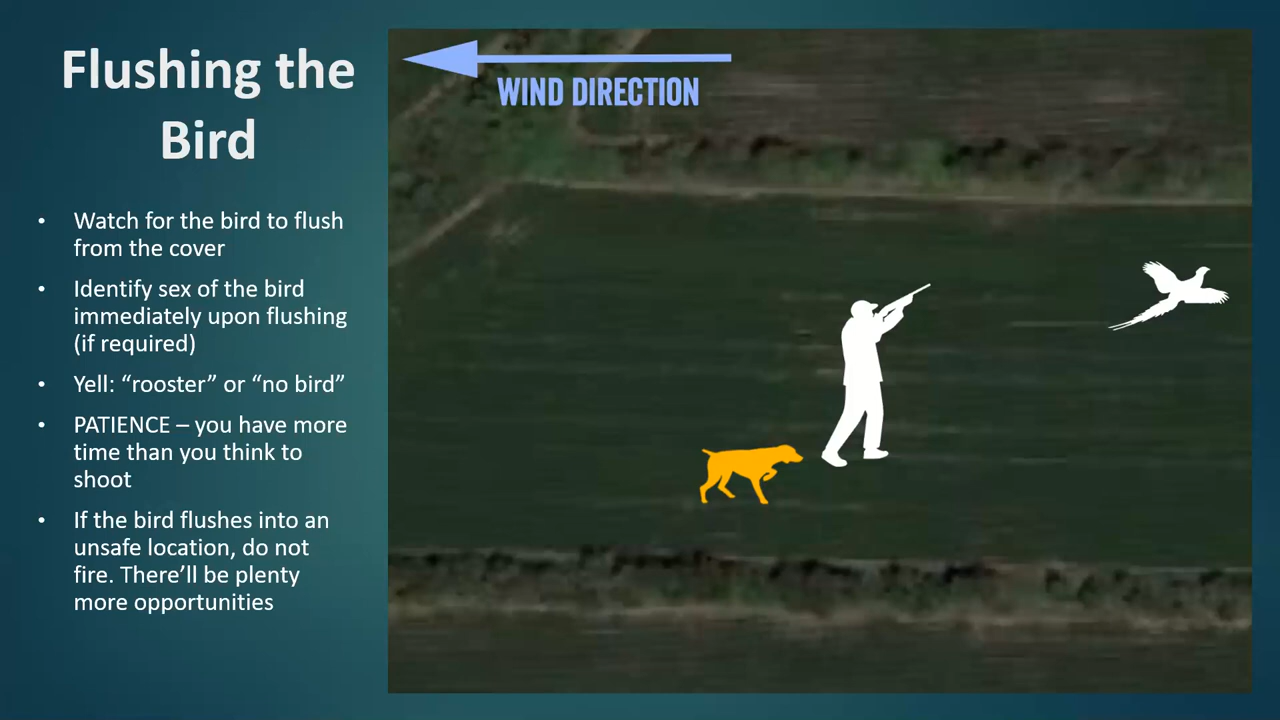 Flushing the
Bird
• Watch for the bird to flush
from the cover
• Identify sex of the bird
immediately upon flushing
(if required)
• Yell: “rooster” or “no bird”
• PATIENCE – you have more
time than you think to
shoot
• If the bird flushes into an
unsafe location, do not
fire. There’ll be plenty
more opportunities
WIND DIRECTION